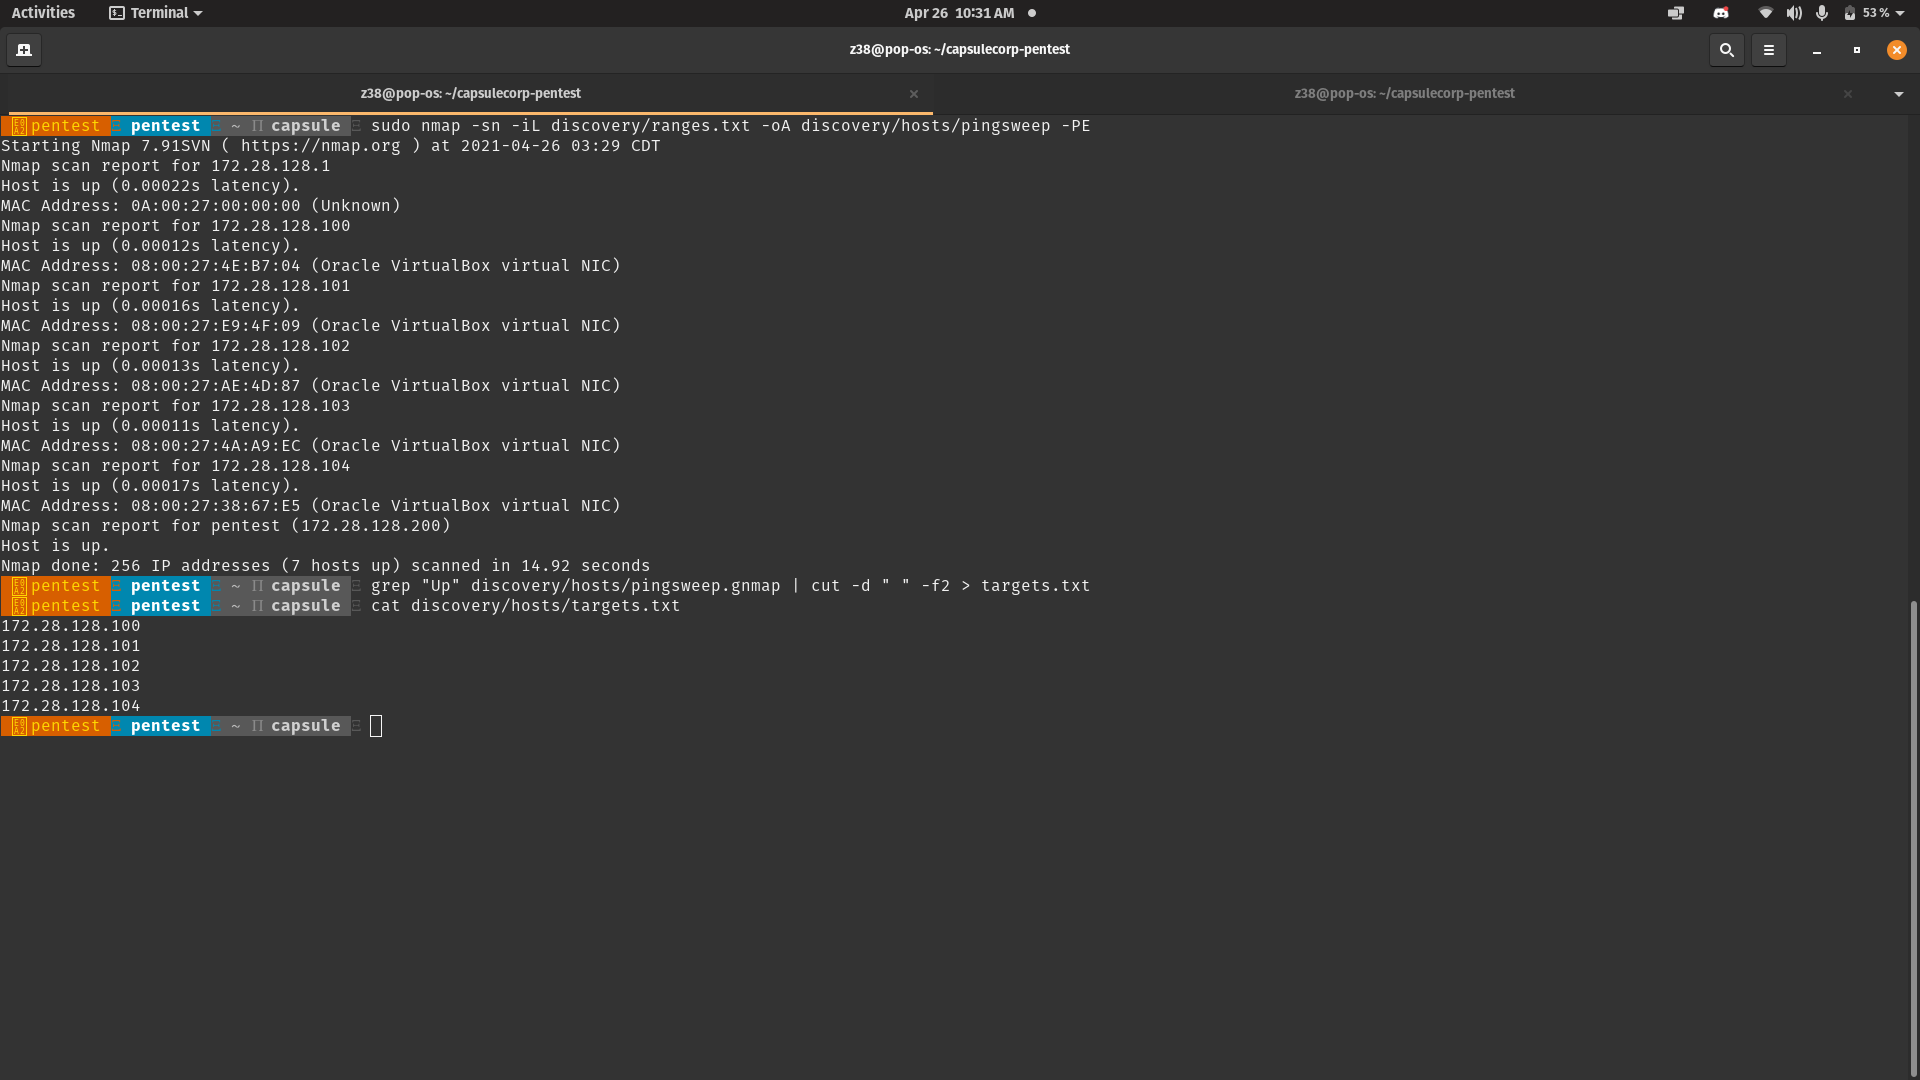 Activities Terminal Apr 26 10:31 AM 53 %
z38@pop-os: ~/capsulecorp-pentest
z38@pop-os: ~/capsulecorp-pentest × z38@pop-os: ~/capsulecorp-pentest ×
pentest pentest ~ capsule sudo nmap -sn -iL discovery/ranges.txt -oA discovery/hosts/pingsweep -PE
Starting Nmap 7.91SVN ( https://nmap.org ) at 2021-04-26 03:29 CDT
Nmap scan report for 172.28.128.1
Host is up (0.00022s latency).
MAC Address: 0A:00:27:00:00:00 (Unknown)
Nmap scan report for 172.28.128.100
Host is up (0.00012s latency).
MAC Address: 08:00:27:4E:B7:04 (Oracle VirtualBox virtual NIC)
Nmap scan report for 172.28.128.101
Host is up (0.00016s latency).
MAC Address: 08:00:27:E9:4F:09 (Oracle VirtualBox virtual NIC)
Nmap scan report for 172.28.128.102
Host is up (0.00013s latency).
MAC Address: 08:00:27:AE:4D:87 (Oracle VirtualBox virtual NIC)
Nmap scan report for 172.28.128.103
Host is up (0.00011s latency).
MAC Address: 08:00:27:4A:A9:EC (Oracle VirtualBox virtual NIC)
Nmap scan report for 172.28.128.104
Host is up (0.00017s latency).
MAC Address: 08:00:27:38:67:E5 (Oracle VirtualBox virtual NIC)
Nmap scan report for pentest (172.28.128.200)
Host is up.
Nmap done: 256 IP addresses (7 hosts up) scanned in 14.92 seconds
pentest pentest ~ capsule grep "Up" discovery/hosts/pingsweep.gnmap | cut -d " " -f2 > targets.txt
pentest pentest ~ capsule cat discovery/hosts/targets.txt
172.28.128.100
172.28.128.101
172.28.128.102
172.28.128.103
172.28.128.104
pentest pentest ~ capsule